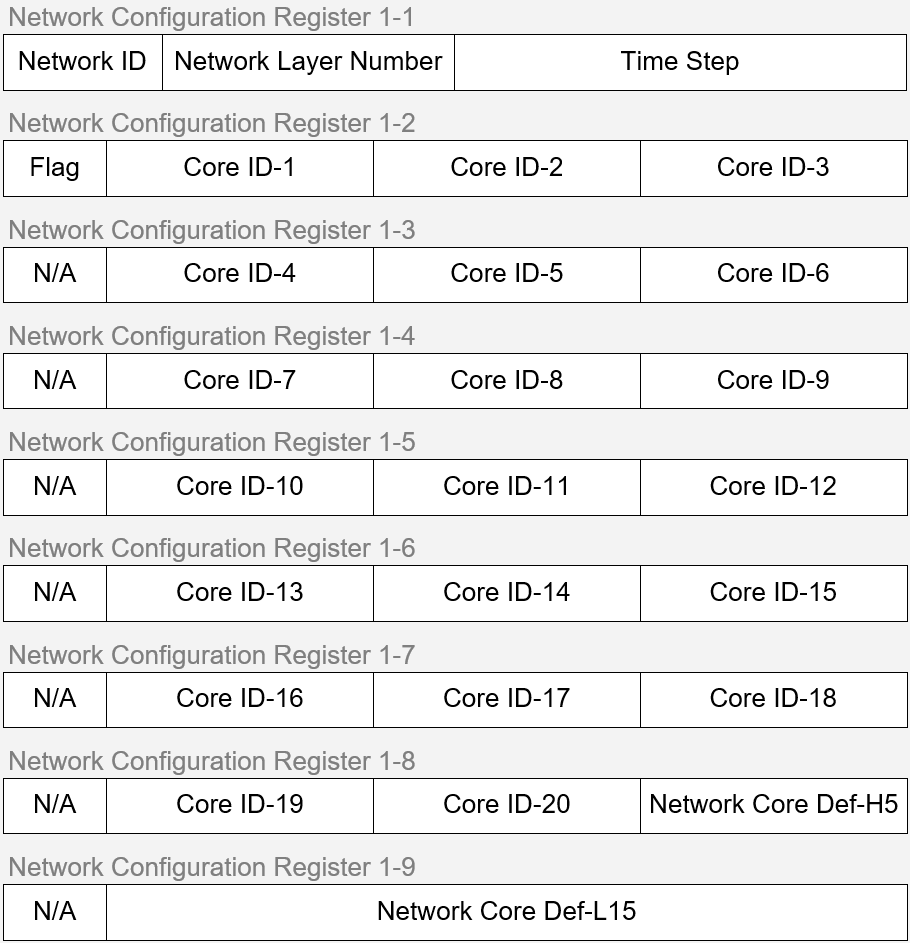 Network Configuration Register 1-1
Network ID Network Layer Number Time Step
Network Configuration Register 1-2
Flag Core ID-1 Core ID-2 Core ID-3
Network Configuration Register 1-3
N/A Core ID-4 Core ID-5 Core ID-6
Network Configuration Register 1-4
N/A Core ID-7 Core ID-8 Core ID-9
Network Configuration Register 1-5
N/A Core ID-10 Core ID-11 Core ID-12
Network Configuration Register 1-6
N/A Core ID-13 Core ID-14 Core ID-15
Network Configuration Register 1-7
N/A Core ID-16 Core ID-17 Core ID-18
Network Configuration Register 1-8
N/A Core ID-19 Core ID-20 Network Core Def-H5
Network Configuration Register 1-9
N/A Network Core Def-L15